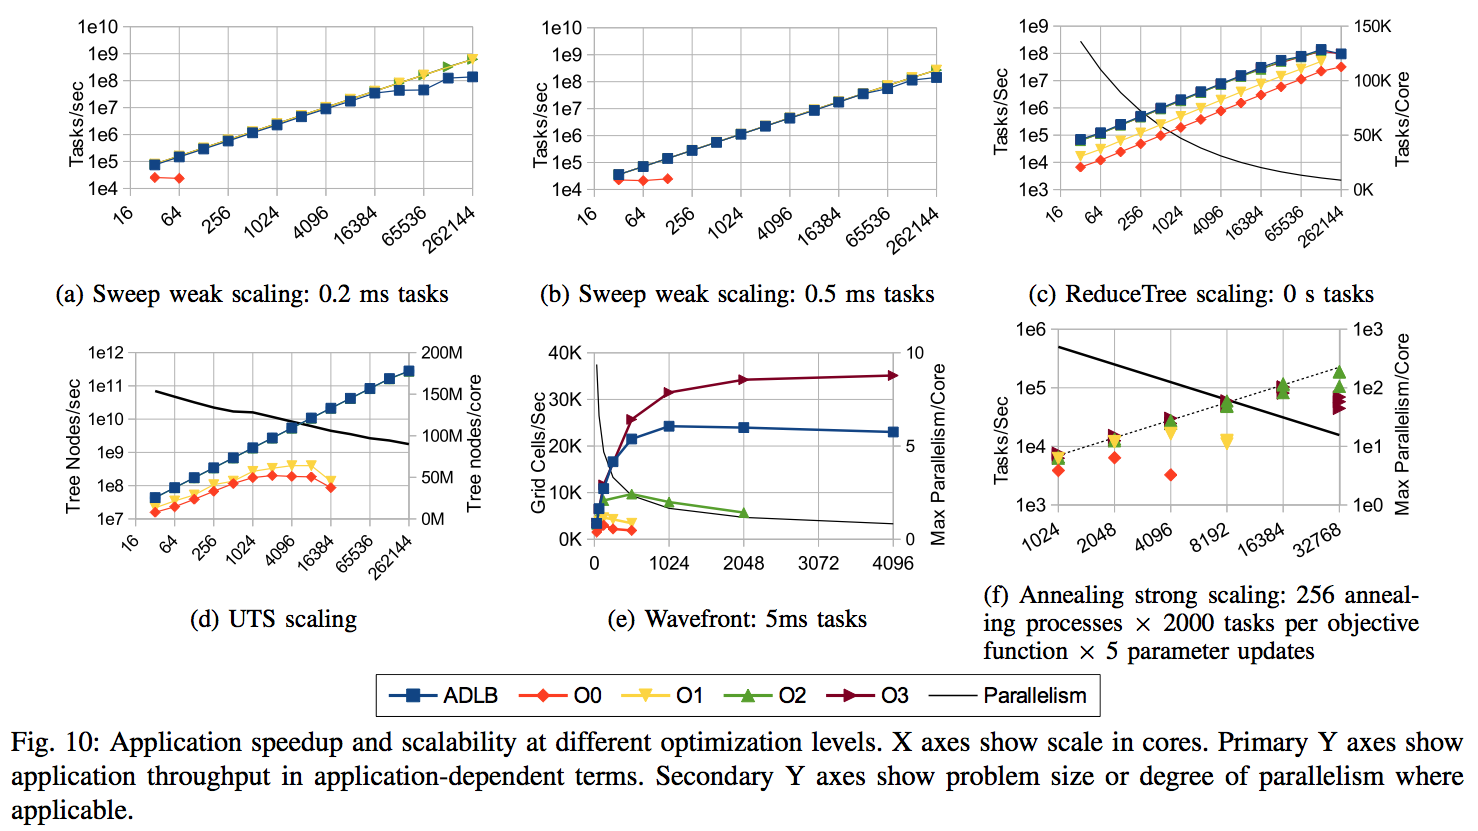 1e10
1e9
1e8
1e7
1e6
1e5
1e4
Tasks/sec
16
64
256
1024
4096
16384
65536
262144
(a) Sweep weak scaling: 0.2 ms tasks
1e10
1e9
1e8
1e7
1e6
1e5
1e4
Tasks/sec
16
64
256
1024
4096
16384
65536
262144
(b) Sweep weak scaling: 0.5 ms tasks
1e9
1e8
1e7
1e6
1e5
1e4
1e3
Tasks/Sec
150K
100K
50K
0K
Tasks/Core
16
64
256
1024
4096
16384
65536
262144
(c) ReduceTree scaling: 0 s tasks
1e12
1e11
1e10
1e9
1e8
1e7
Tree Nodes/sec
200M
150M
100M
50M
0M
Tree nodes/core
16
64
256
1024
4096
16384
65536
262144
(d) UTS scaling
40K
30K
20K
10K
0K
Grid Cells/Sec
10
5
0
Max Parallelism/Core
0
1024
2048
3072
4096
(e) Wavefront: 5ms tasks
1e6
1e5
1e4
1e3
Tasks/Sec
1e3
1e2
1e1
1e0
Max Parallelism/Core
1024
2048
4096
8192
16384
32768
(f) Annealing strong scaling: 256 anneal-
ing processes × 2000 tasks per objective
function × 5 parameter updates
ADLB O0 O1 O2 O3 Parallelism
Fig. 10: Application speedup and scalability at different optimization levels. X axes show scale in cores. Primary Y axes show
application throughput in application-dependent terms. Secondary Y axes show problem size or degree of parallelism where
applicable.